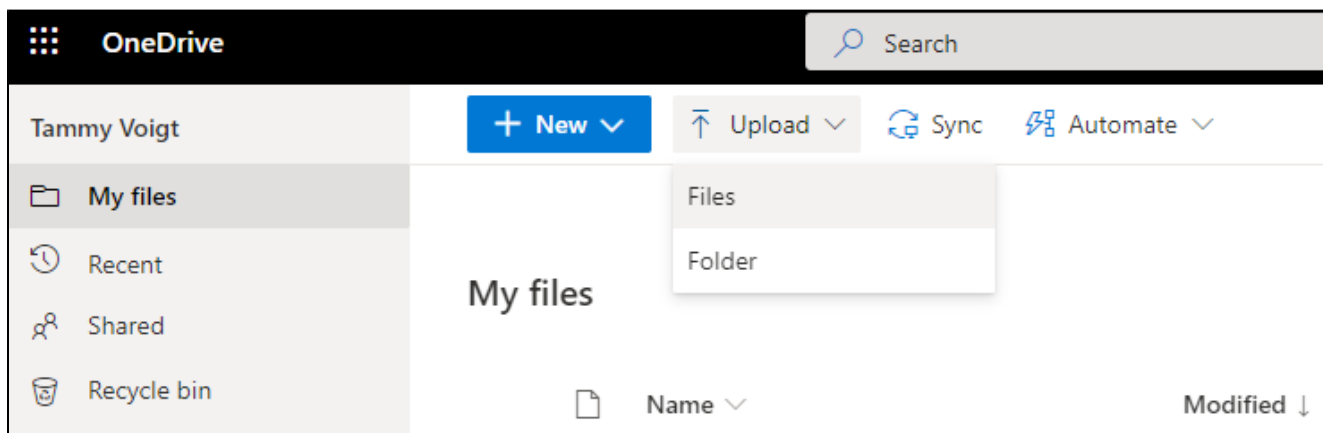 OneDrive
Search
Tammy Voigt
New
Upload
Sync
Automate
My files
Files
Recent
Folder
My files
Shared
Recycle bin
Name
Modified